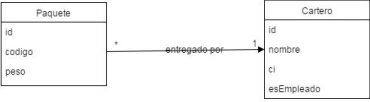 Paquete
id
codigo
peso
*
entregado por
1
Cartero
id
nombre
ci
esEmpleado